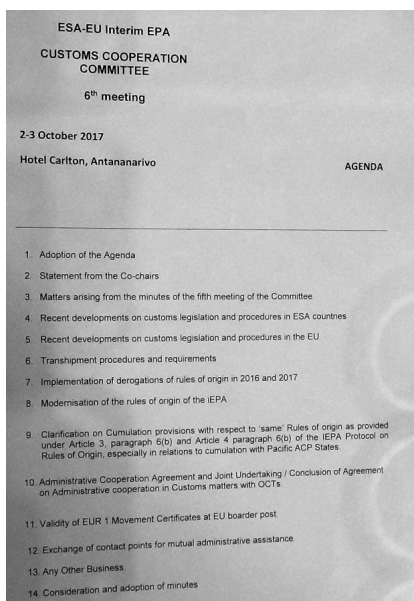 ESA-EU Interim EPA
CUSTOMS COOPERATION
COMMITTEE
6th meeting
2-3 October 2017
Hotel Carlton, Antananarivo
AGENDA
1. Adoption of the Agenda
2. Statement from the Co-chairs
3. Matters arising from the minutes of the fifth meeting of the Committee
4. Recent developments on customs legislation and procedures in ESA countries
5. Recent developments on customs legislation and procedures in the EU
6. Transhipment procedures and requirements
7. Implementation of derogations of rules of origin in 2016 and 2017
8. Modernisation of the rules of origin of the iEPA
9. Clarification on Cumulation provisions with respect to 'same' Rules of origin as provided
under Article 3, paragraph 6(b) and Article 4 paragraph 6(b) of the IEPA Protocol on
Rules of Origin, especially in relations to cumulation with Pacific ACP States
10. Administrative Cooperation Agreement and Joint Undertaking / Conclusion of Agreement
on Administrative cooperation in Customs matters with OCTs
11. Validity of EUR 1 Movement Certificates at EU boarder post
12. Exchange of contact points for mutual administrative assistance
13. Any Other Business
14. Consideration and adoption of minutes